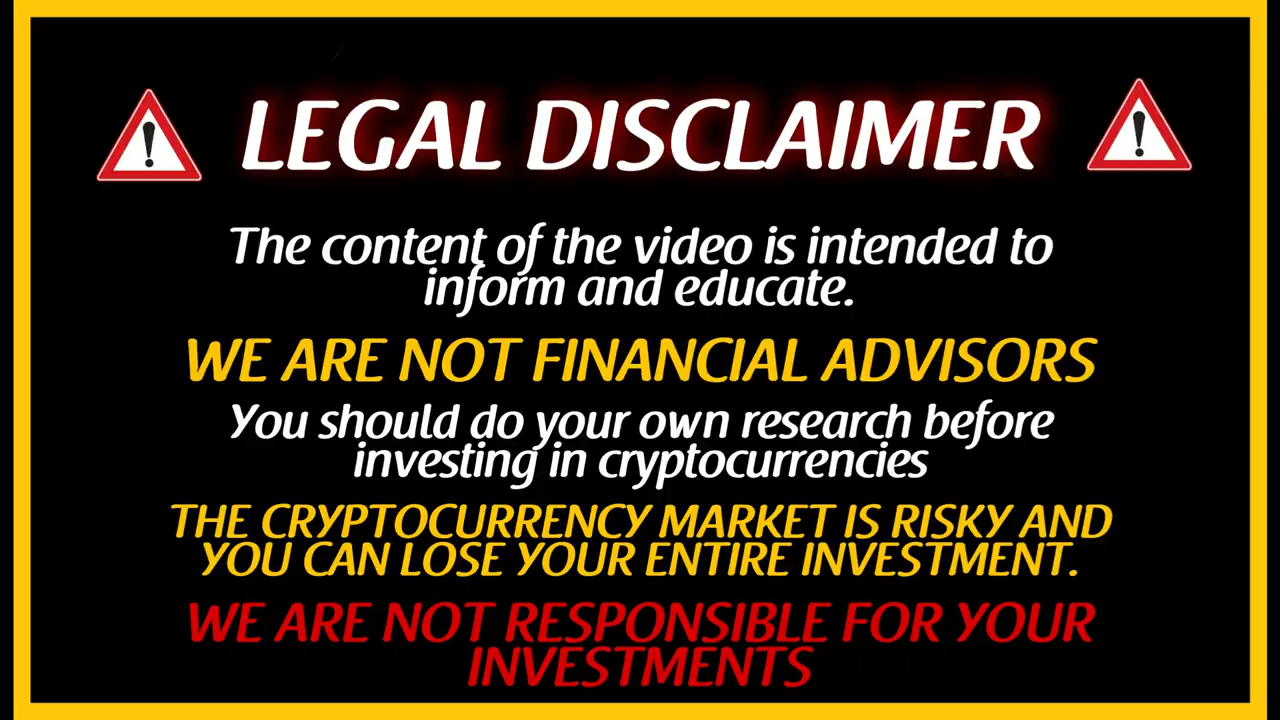 LEGAL DISCLAIMER
The content of the video is intended to
inform and educate.
WE ARE NOT FINANCIAL ADVISORS
You should do your own research before
investing in cryptocurrencies
THE CRYPTOCURRENCY MARKET IS RISKY AND
YOU CAN LOSE YOUR ENTIRE INVESTMENT.
WE ARE NOT RESPONSIBLE FOR YOUR
INVESTMENTS